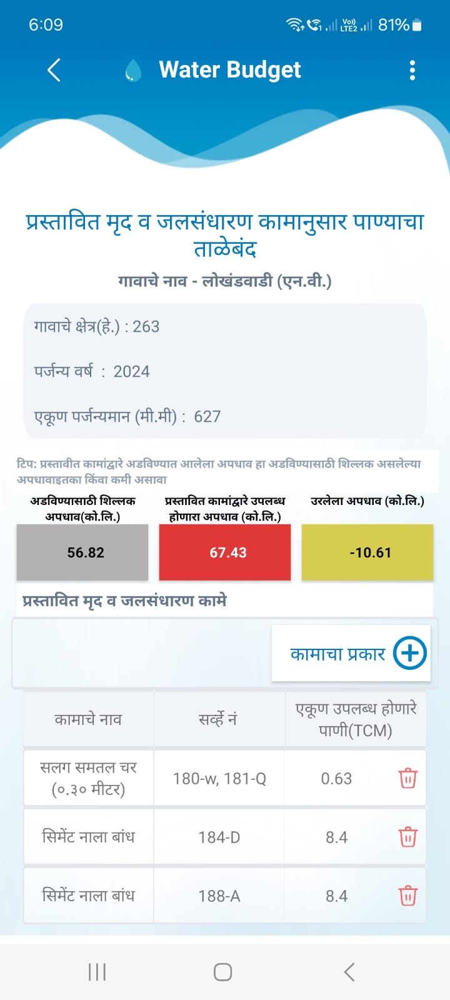 6:09
Vo)) LTE2 81%
Water Budget
प्रस्तावित मृद व जलसंधारण कामानुसार पाण्याचा
ताळेबंद
गावाचे नाव - लोखंडवाडी (एन.वी.)
गावाचे क्षेत्र(हे.) : 263
पर्जन्य वर्ष : 2024
एकूण पर्जन्यमान (मी.मी) : 627
टिप: प्रस्तावीत कामांद्वारे अडविण्यात आलेला अपधाव हा अडविण्यासाठी शिल्लक असलेल्या
अपधावाइतका किंवा कमी असावा
अडविण्यासाठी शिल्लक
अपधाव(को.लि.)
प्रस्तावित कामांद्वारे उपलब्ध
होणारा अपधाव (को.लि.)
उरलेला अपधाव (को.लि.)
56.82
67.43
-10.61
प्रस्तावित मृद व जलसंधारण कामे
कामाचा प्रकार
कामाचे नाव
सर्व्हे नं
एकूण उपलब्ध होणारे
पाणी(TCM)
सलग समतल चर
(०.३० मीटर)
180-w, 181-Q
0.63
सिमेंट नाला बांध
184-D
8.4
सिमेंट नाला बांध
188-A
8.4